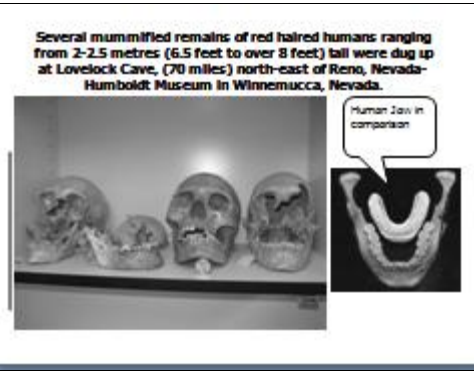 Several mummified remains of red haired humans ranging
from 2-2.5 metres (6.5 feet to over 8 feet) tall were dug up
at Lovelock Cave, (70 miles) north-east of Reno, Nevada-
Humboldt Museum in Winnemucca, Nevada.
Human Jaw in
comparison